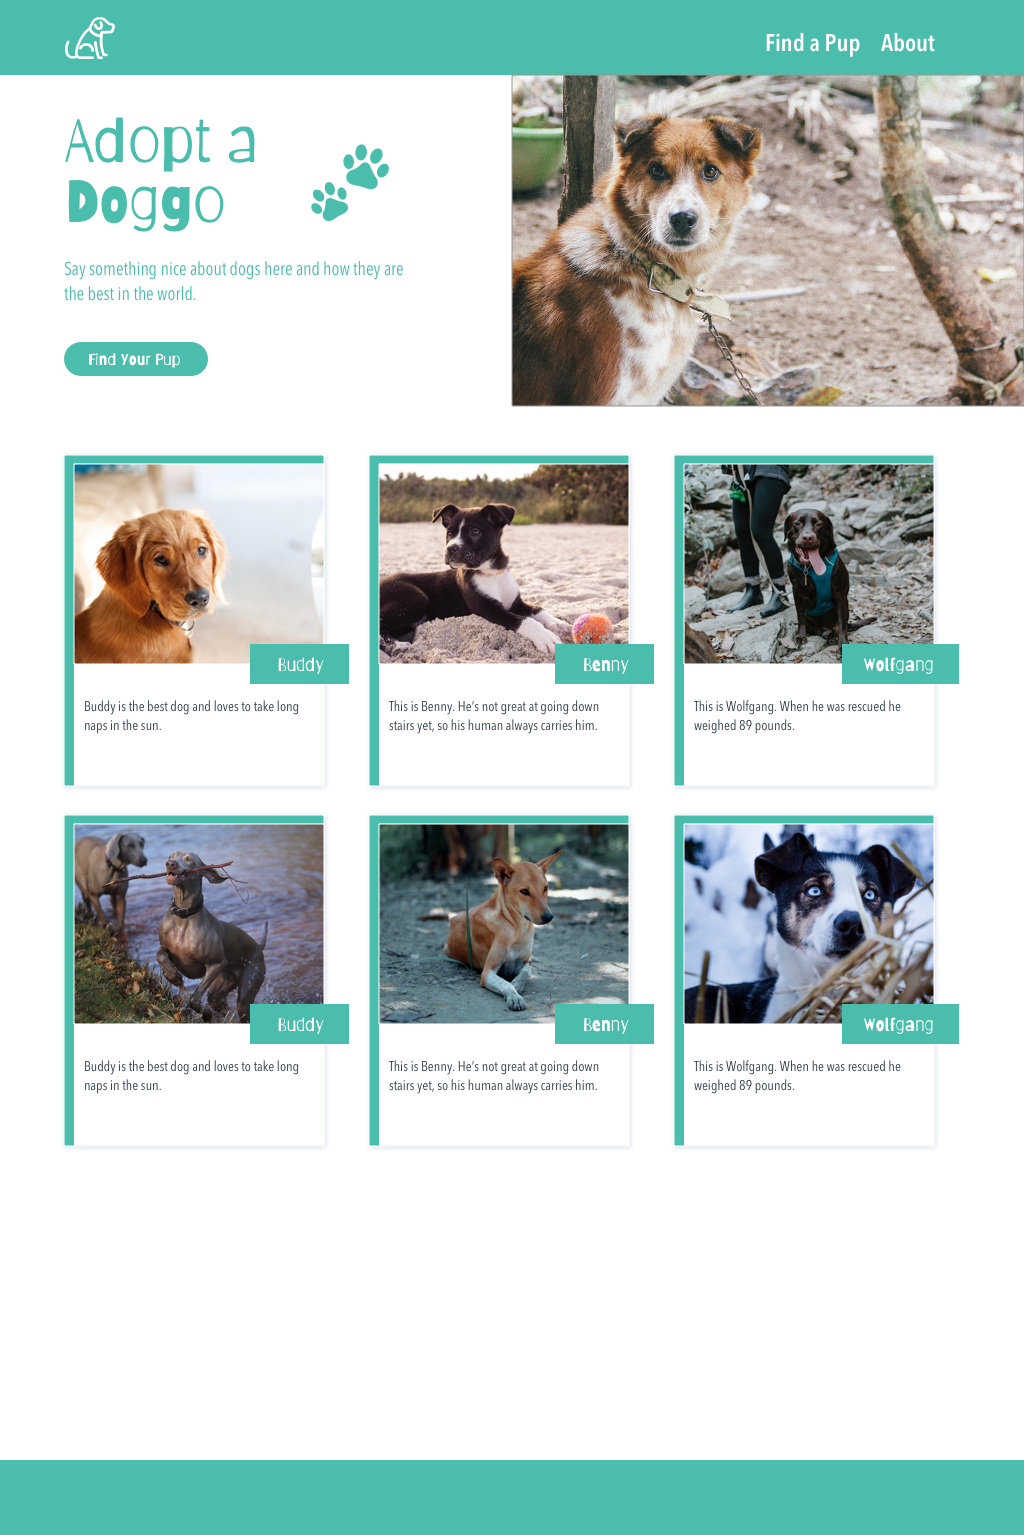 Find a Pup About
Adopt a
Doggo
Say something nice about dogs here and how they are
the best in the world.
Find Your Pup
Buddy
Buddy is the best dog and loves to take long
naps in the sun.
Benny
This is Benny. He's not great at going down
stairs yet, so his human always carries him.
Wolfgang
This is Wolfgang. When he was rescued he
weighed 89 pounds.
Buddy
Buddy is the best dog and loves to take long
naps in the sun.
Benny
This is Benny. He's not great at going down
stairs yet, so his human always carries him.
Wolfgang
This is Wolfgang. When he was rescued he
weighed 89 pounds.